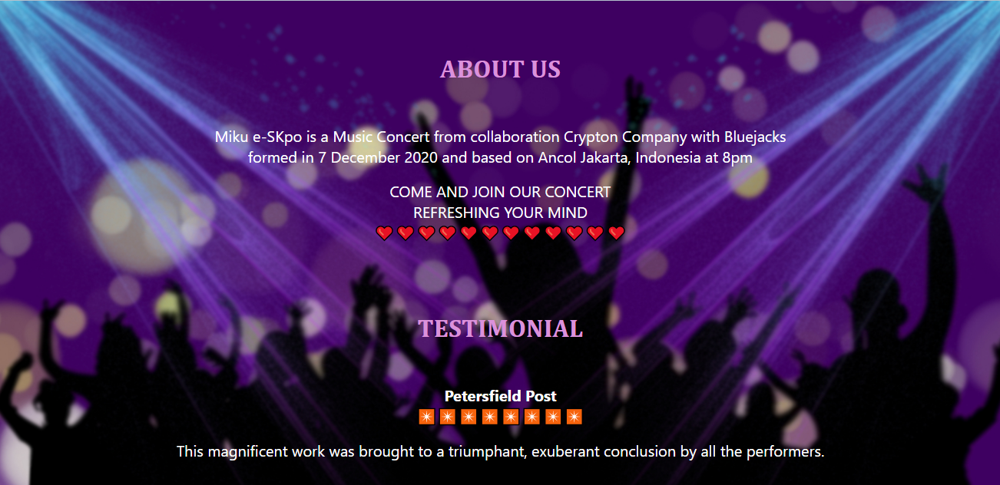 ABOUT US
Miku e-SKpo is a Music Concert from collaboration Crypton Company with Bluejacks
formed in 7 December 2020 and based on Ancol Jakarta, Indonesia at 8pm
COME AND JOIN OUR CONCERT
REFRESHING YOUR MIND
TESTIMONIAL
Petersfield Post
This magnificent work was brought to a triumphant, exuberant conclusion by all the performers.